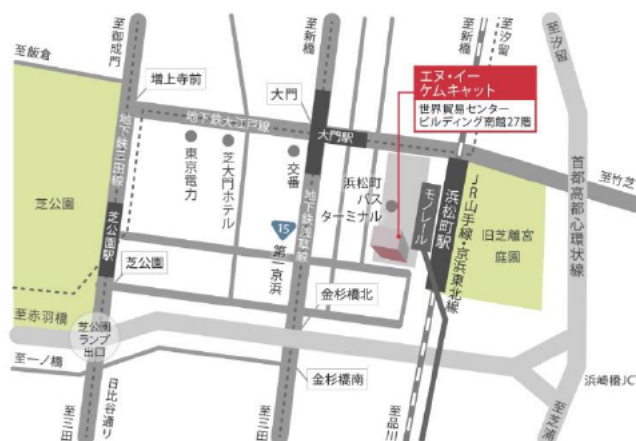 至御成門
至新橋
至新橋
至汐留
至汐留
至飯倉
増上寺前
大門
エヌ・イー
ケムキャット
世界貿易センター
ビルディング南館27階
地下鉄大江戸線
大門駅
地下鉄三田線
東京電力
芝大門ホテル
交番
浜松町
バス
ターミナル
モノレール
浜松町駅
JR山手線・京浜東北線
至竹芝
首都高都心環状線
芝公園
旧芝離宮
庭園
芝公園駅
芝公園
15
第一京浜
地下鉄浅草線
金杉橋北
至赤羽橋
芝公園
ランプ
出口
至一ノ橋
金杉橋南
浜崎橋JCT
至三田
日比谷通り
至三田
至品川
至芝浦